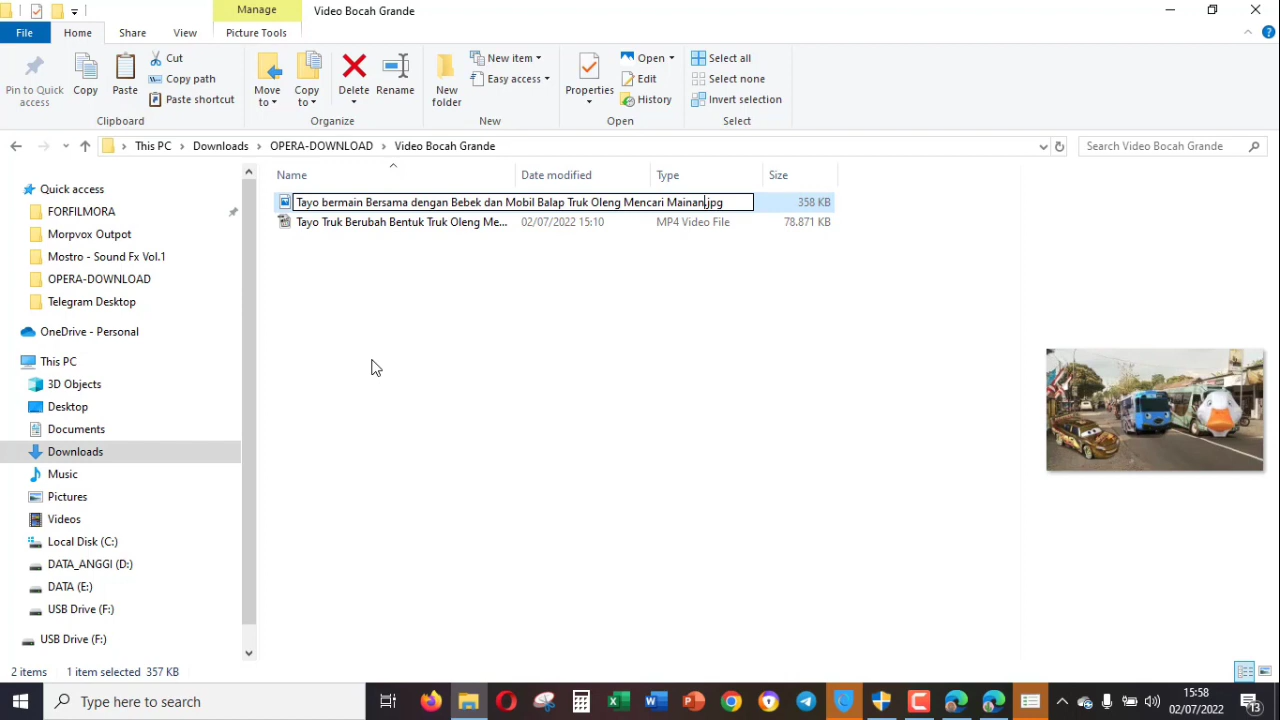 Manage
Video Bocah Grande
File
Home
Share
View
Picture Tools
Pin to Quick access
Copy
Paste
Cut
Copy path
Paste shortcut
Clipboard
Move to
Copy to
Delete
Rename
Organize
New folder
New item
Easy access
New
Properties
Open
Edit
History
Open
Select all
Select none
Invert selection
Select
This PC > Downloads > OPERA-DOWNLOAD > Video Bocah Grande
Search Video Bocah Grande
Name
Date modified
Type
Size
Tayo bermain Bersama dengan Bebek dan Mobil Balap Truk Oleng Mencari Mainan.jpg
358 KB
Tayo Truk Berubah Bentuk Truk Oleng Me...
02/07/2022 15:10
MP4 Video File
78.871 KB
Quick access
FORFILMORA
Morpvox Output
Mostro - Sound Fx Vol.1
OPERA-DOWNLOAD
Telegram Desktop
OneDrive - Personal
This PC
3D Objects
Desktop
Documents
Downloads
Music
Pictures
Videos
Local Disk (C:)
DATA_ANGGI (D:)
DATA (E:)
USB Drive (F:)
USB Drive (F:)
2 items
1 item selected 357 KB
Type here to search
15:58
02/07/2022
13